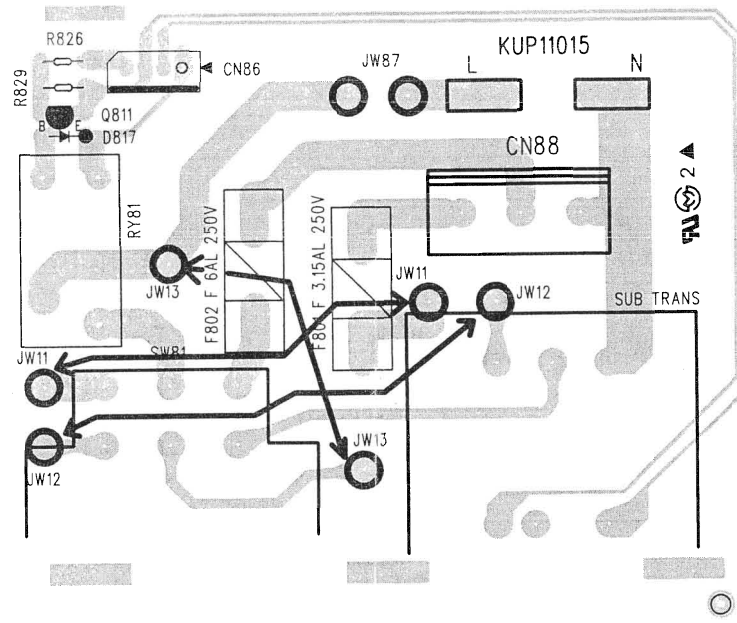 R826
CN86
JW87
KUP11015
L
N
R829
Q811
B
E
D817
CN88
2
RY81
F802 F 6AL 250V
F801 F 3.15AL 250V
JW13
JW11
JW12
SUB TRANS
JW11
SW81
JW12
JW13